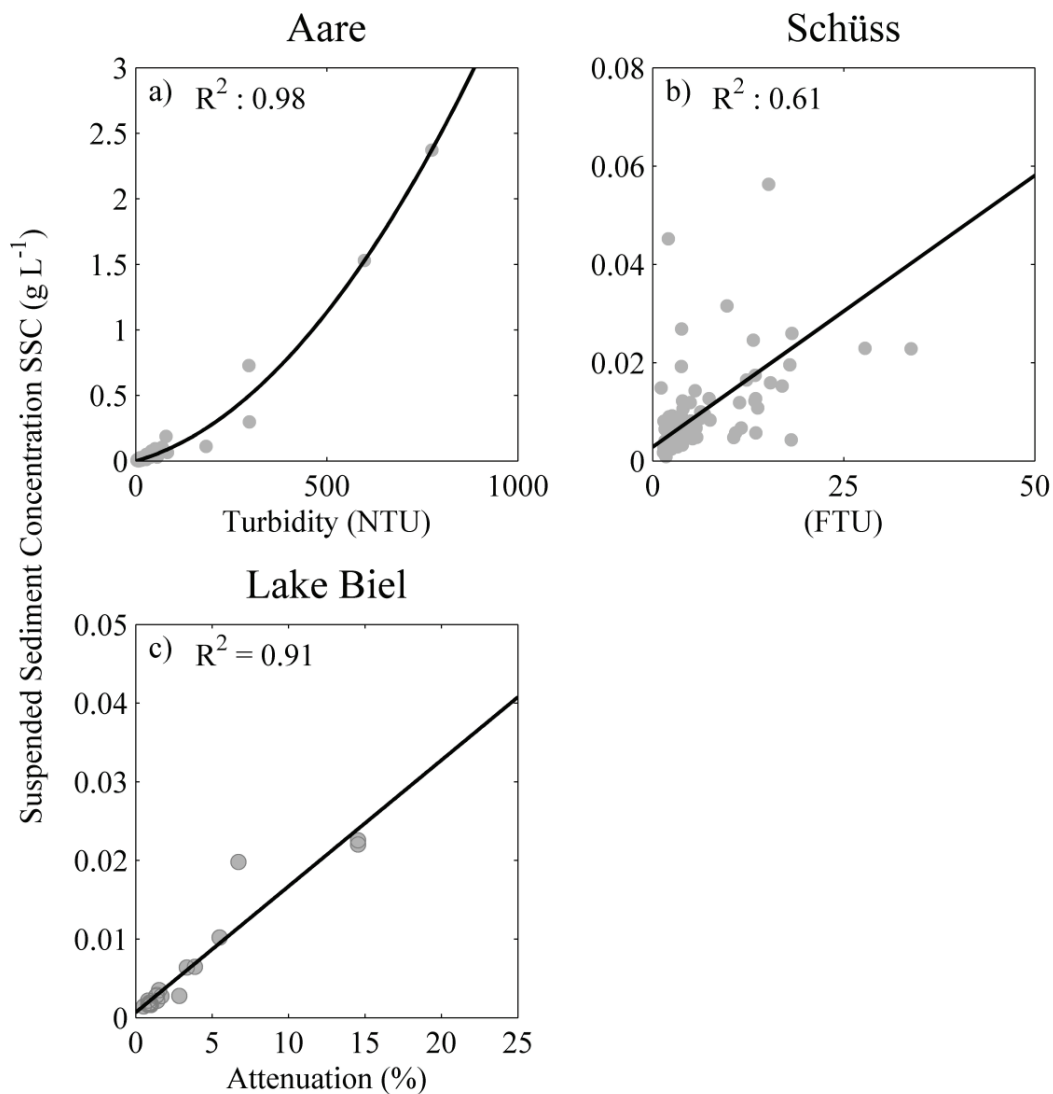 Aare
Schüss
Suspended Sediment Concentration SSC (g L⁻¹)
a) R² : 0.98
3
2.5
2
1.5
1
0.5
0
0 500 1000
Turbidity (NTU)
b) R² : 0.61
0.08
0.06
0.04
0.02
0
0 25 50
(FTU)
Lake Biel
c) R² = 0.91
0.05
0.04
0.03
0.02
0.01
0
0 5 10 15 20 25
Attenuation (%)